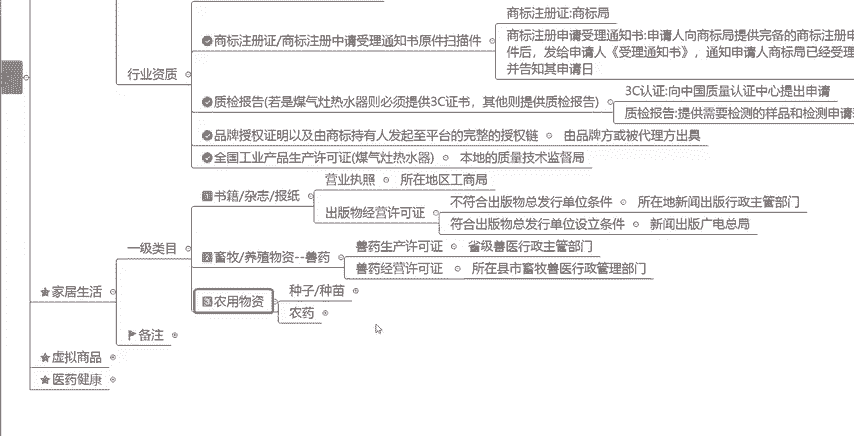 商标注册证:商标局
商标注册证/商标注册申请受理通知书原件扫描件
商标注册申请受理通知书:申请人向商标局提供完备的商标注册申
件后，发给申请人《受理通知书》，通知申请人商标局已经受理
并告知其申请日
行业资质
3C认证:向中国质量认证中心提出申请
质检报告(若是煤气灶热水器则必须提供3C证书，其他则提供质检报告)
质检报告:提供需要检测的样品和检测申请
品牌授权证明以及由商标持有人发起至平台的完整的授权链
由品牌方或被代理方出具
全国工业产品生产许可证(煤气灶热水器)
本地的质量技术监督局
营业执照
所在地区工商局
书籍/杂志/报纸
不符合出版物总发行单位条件
所在地新闻出版行政主管部门
出版物经营许可证
符合出版物总发行单位设立条件
新闻出版广电总局
一级类目
兽药生产许可证
省级兽医行政主管部门
畜牧/养殖物资--兽药
兽药经营许可证
所在县市畜牧兽医行政管理部门
家居生活
种子/种苗
农用物资
农药
备注
虚拟商品
医药健康